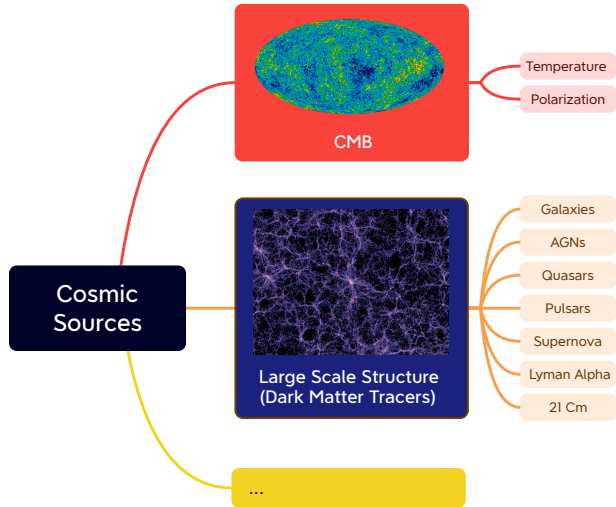 CMB
Temperature
Polarization
Cosmic
Sources
Large Scale Structure
(Dark Matter Tracers)
Galaxies
AGNs
Quasars
Pulsars
Supernova
Lyman Alpha
21 Cm
...